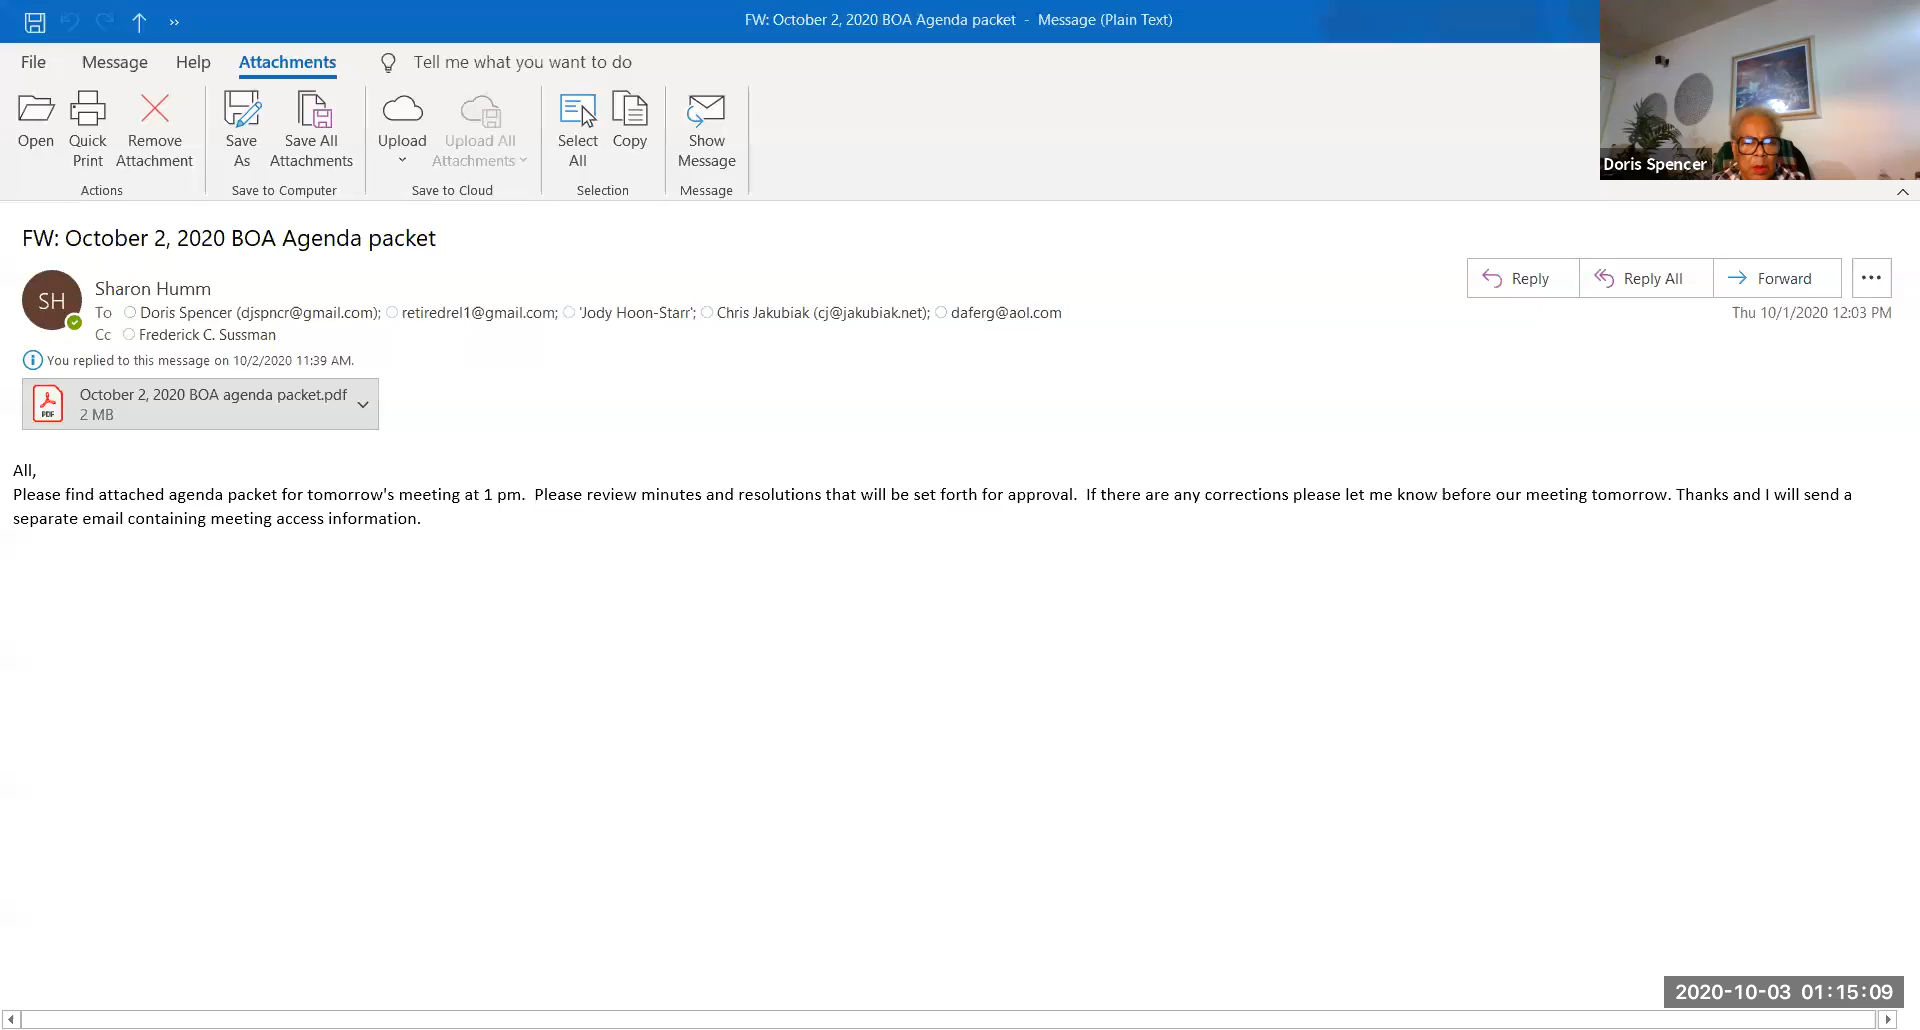 FW: October 2, 2020 BOA Agenda packet - Message (Plain Text)
File Message Help Attachments Tell me what you want to do
Open
Quick Print
Remove Attachment
Save As
Save All Attachments
Upload
Upload All Attachments
Select All
Copy
Show Message
Actions
Save to Computer
Save to Cloud
Selection
Message
Doris Spencer
FW: October 2, 2020 BOA Agenda packet
SH
Sharon Humm
To Doris Spencer (djspncr@gmail.com); retiredrel1@gmail.com; 'Jody Hoon-Starr'; Chris Jakubiak (cj@jakubiak.net); daferg@aol.com
Cc Frederick C. Sussman
Reply
Reply All
Forward
Thu 10/1/2020 12:03 PM
You replied to this message on 10/2/2020 11:39 AM.
PDF
October 2, 2020 BOA agenda packet.pdf
2 MB
All,
Please find attached agenda packet for tomorrow's meeting at 1 pm.  Please review minutes and resolutions that will be set forth for approval.  If there are any corrections please let me know before our meeting tomorrow. Thanks and I will send a
separate email containing meeting access information.
2020-10-03 01:15:09